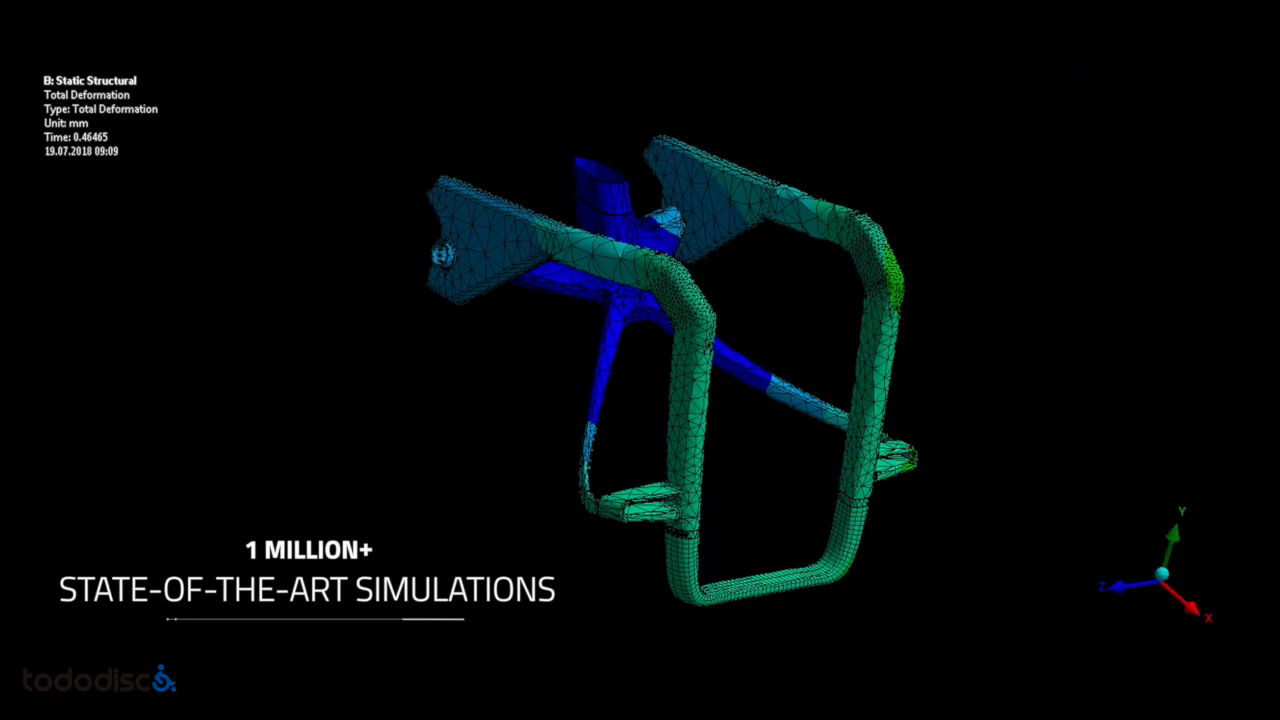 B: Static Structural
Total Deformation
Type: Total Deformation
Unit: mm
Time: 0.46465
19.07.2018 09:09
1 MILLION+
STATE-OF-THE-ART SIMULATIONS
Y
Z
X
tododisca